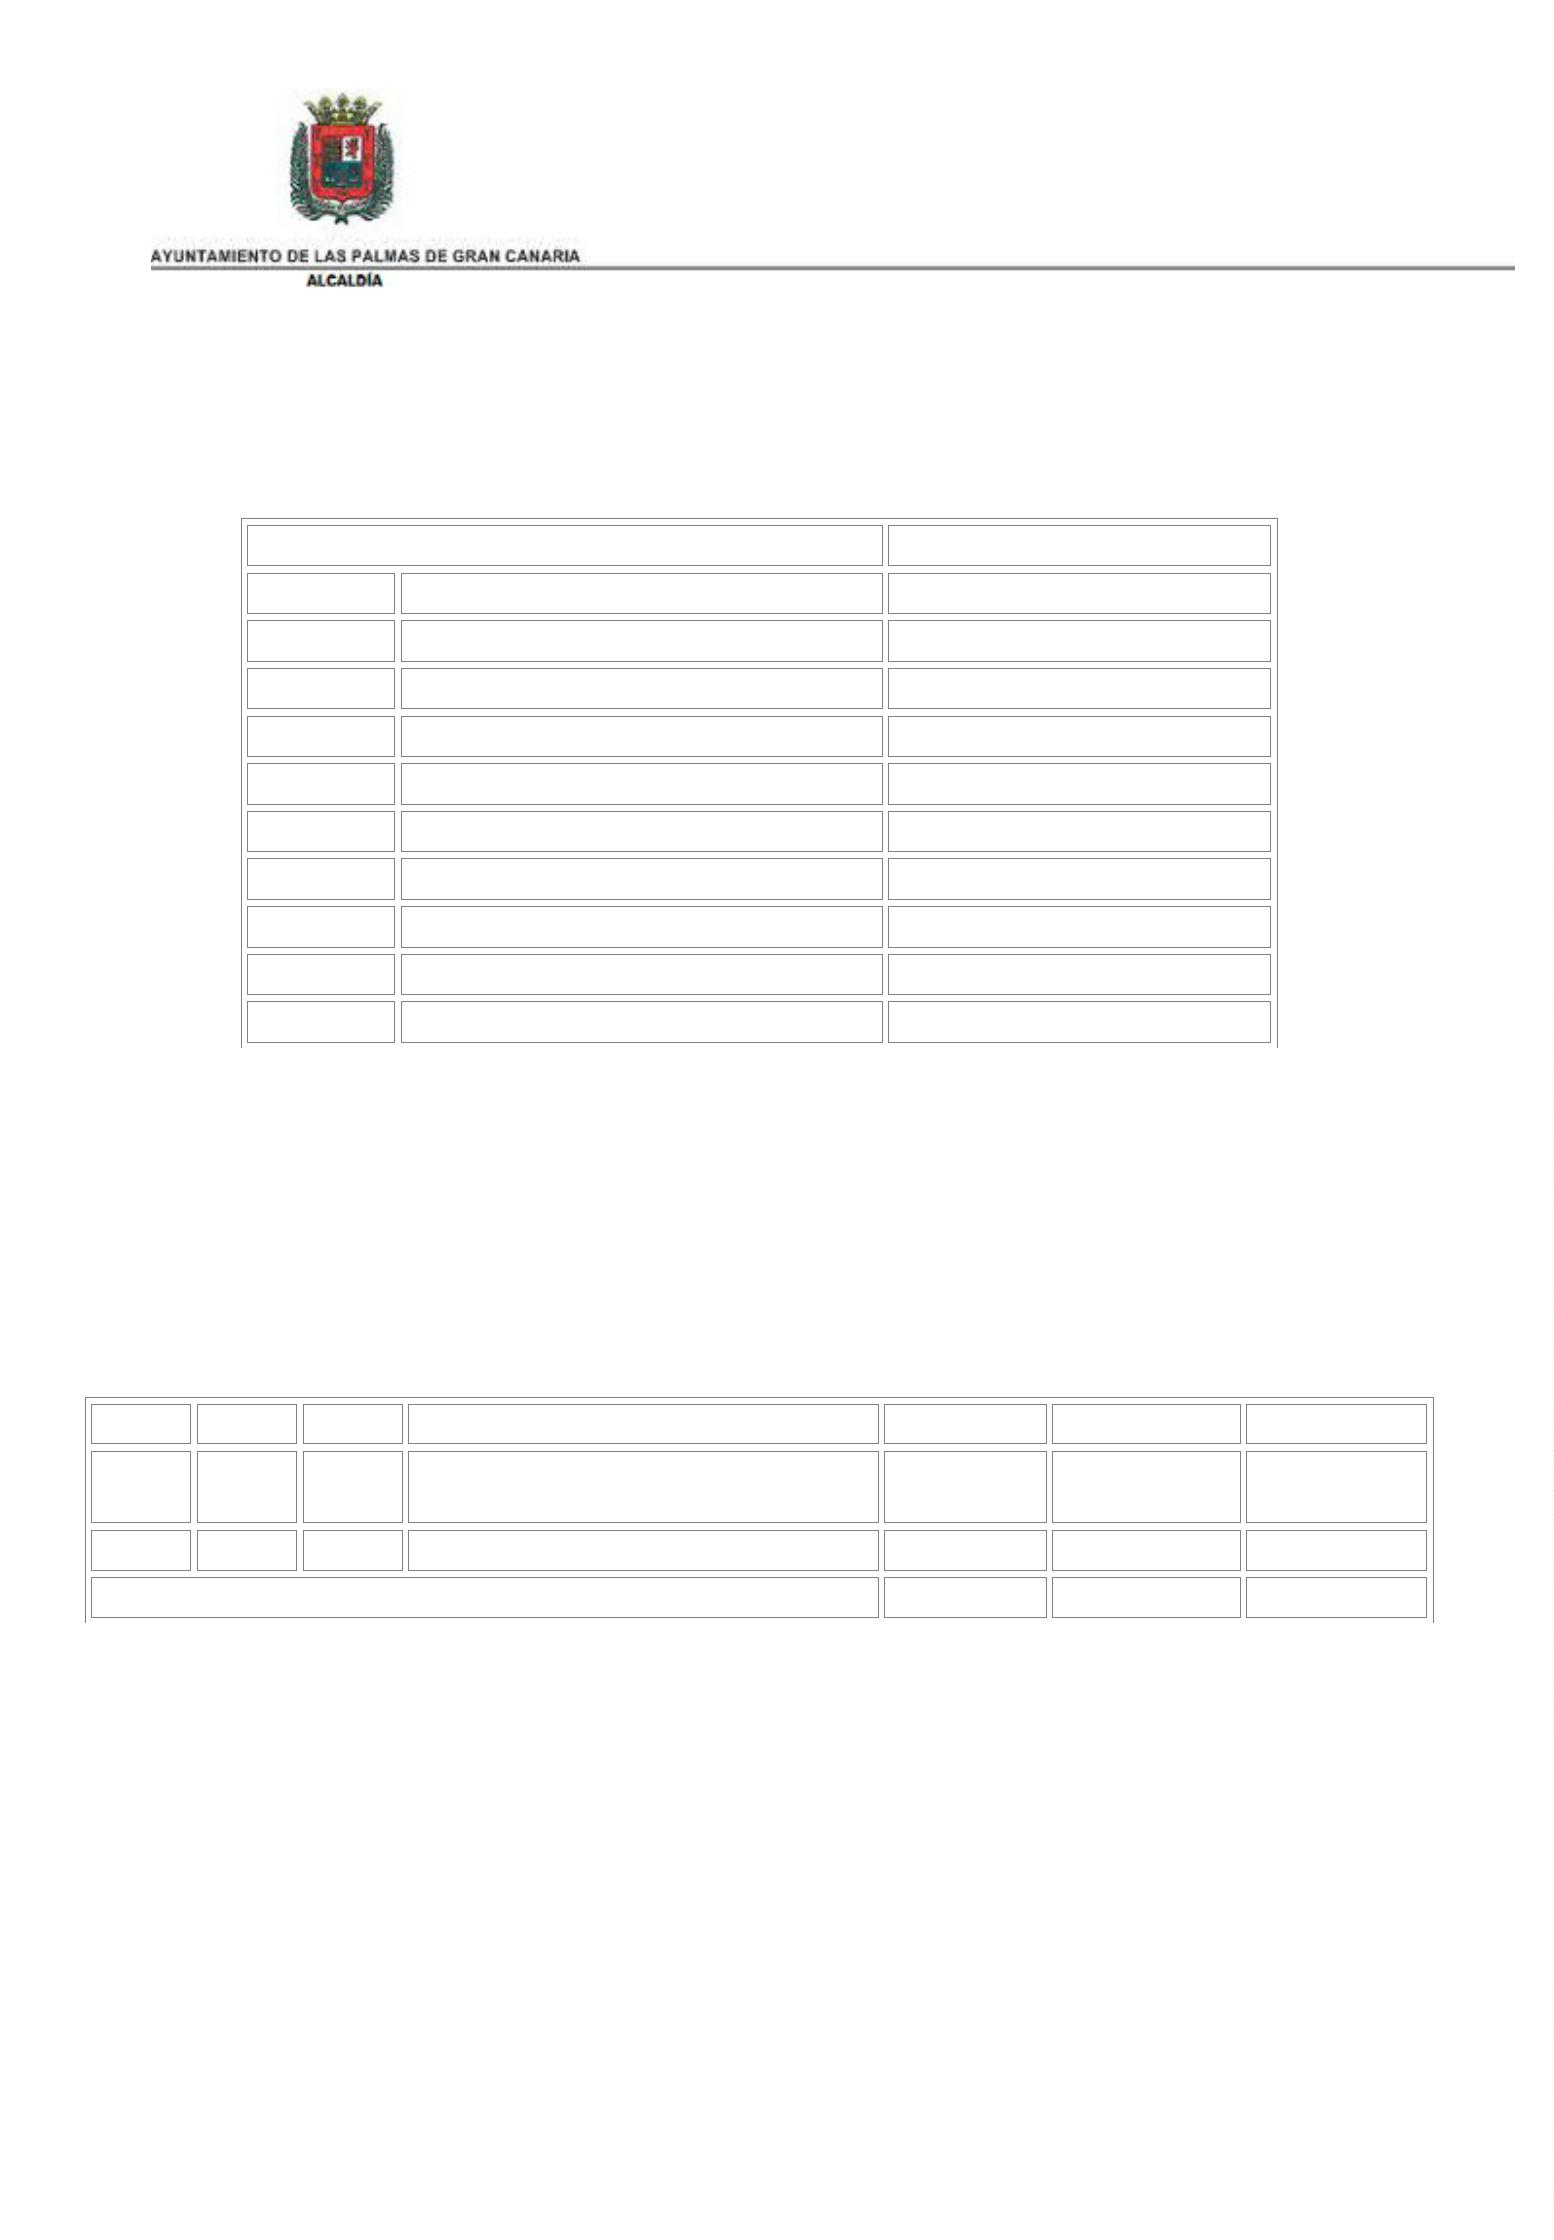 AYUNTAMIENTO DE LAS PALMAS DE GRAN CANARIA
ALCALDÍA